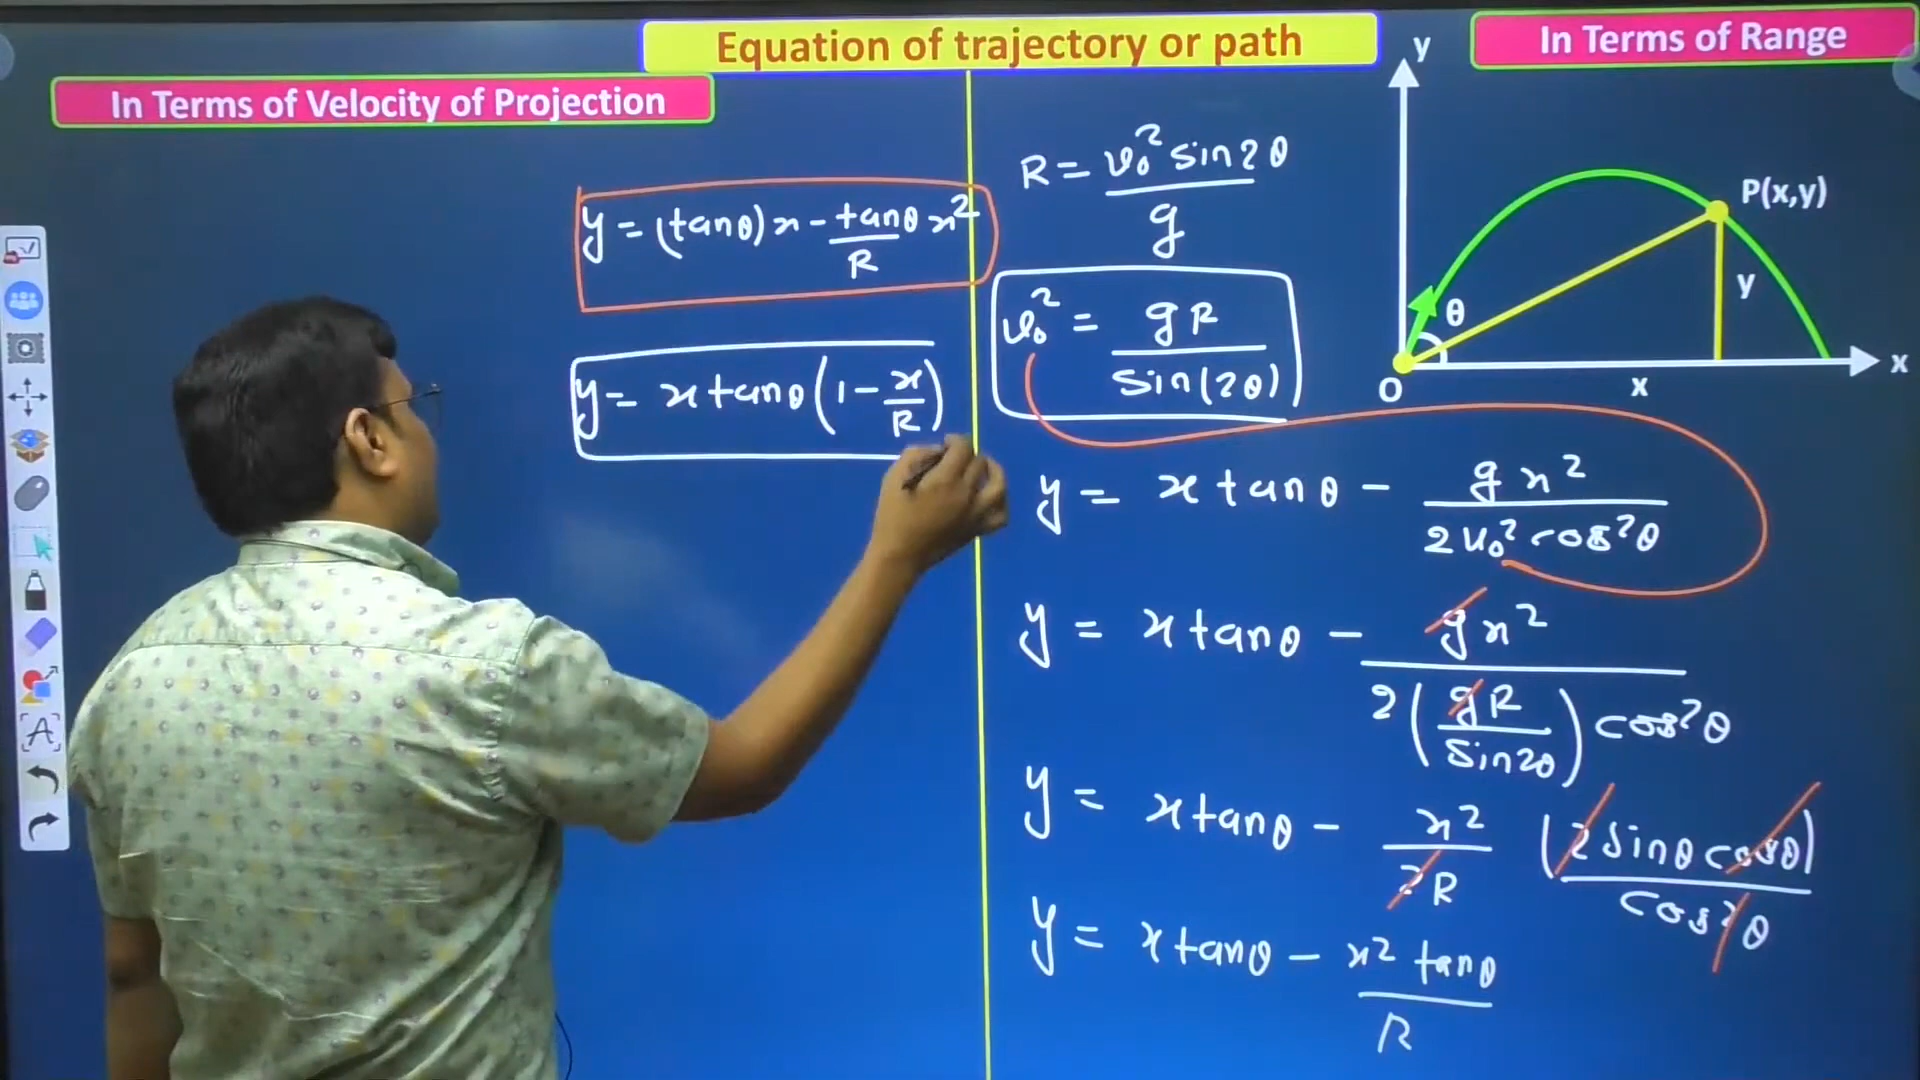 Equation of trajectory or path
In Terms of Range
In Terms of Velocity of Projection
y = (tanθ) x - tanθ/R x²
y = x tanθ (1 - x/R)
R = v₀² sin2θ / g
v₀² = gR / sin(2θ)
y = x tanθ - gx² / 2u₀² cos²θ
y = x tanθ - gx² / 2(gR/sin2θ) cos²θ
y = x tanθ - x²/2R (2 sinθ cosθ) / cos²θ
y = x tanθ - x² tanθ / R
y
P(x,y)
y
θ
O
x
x
A